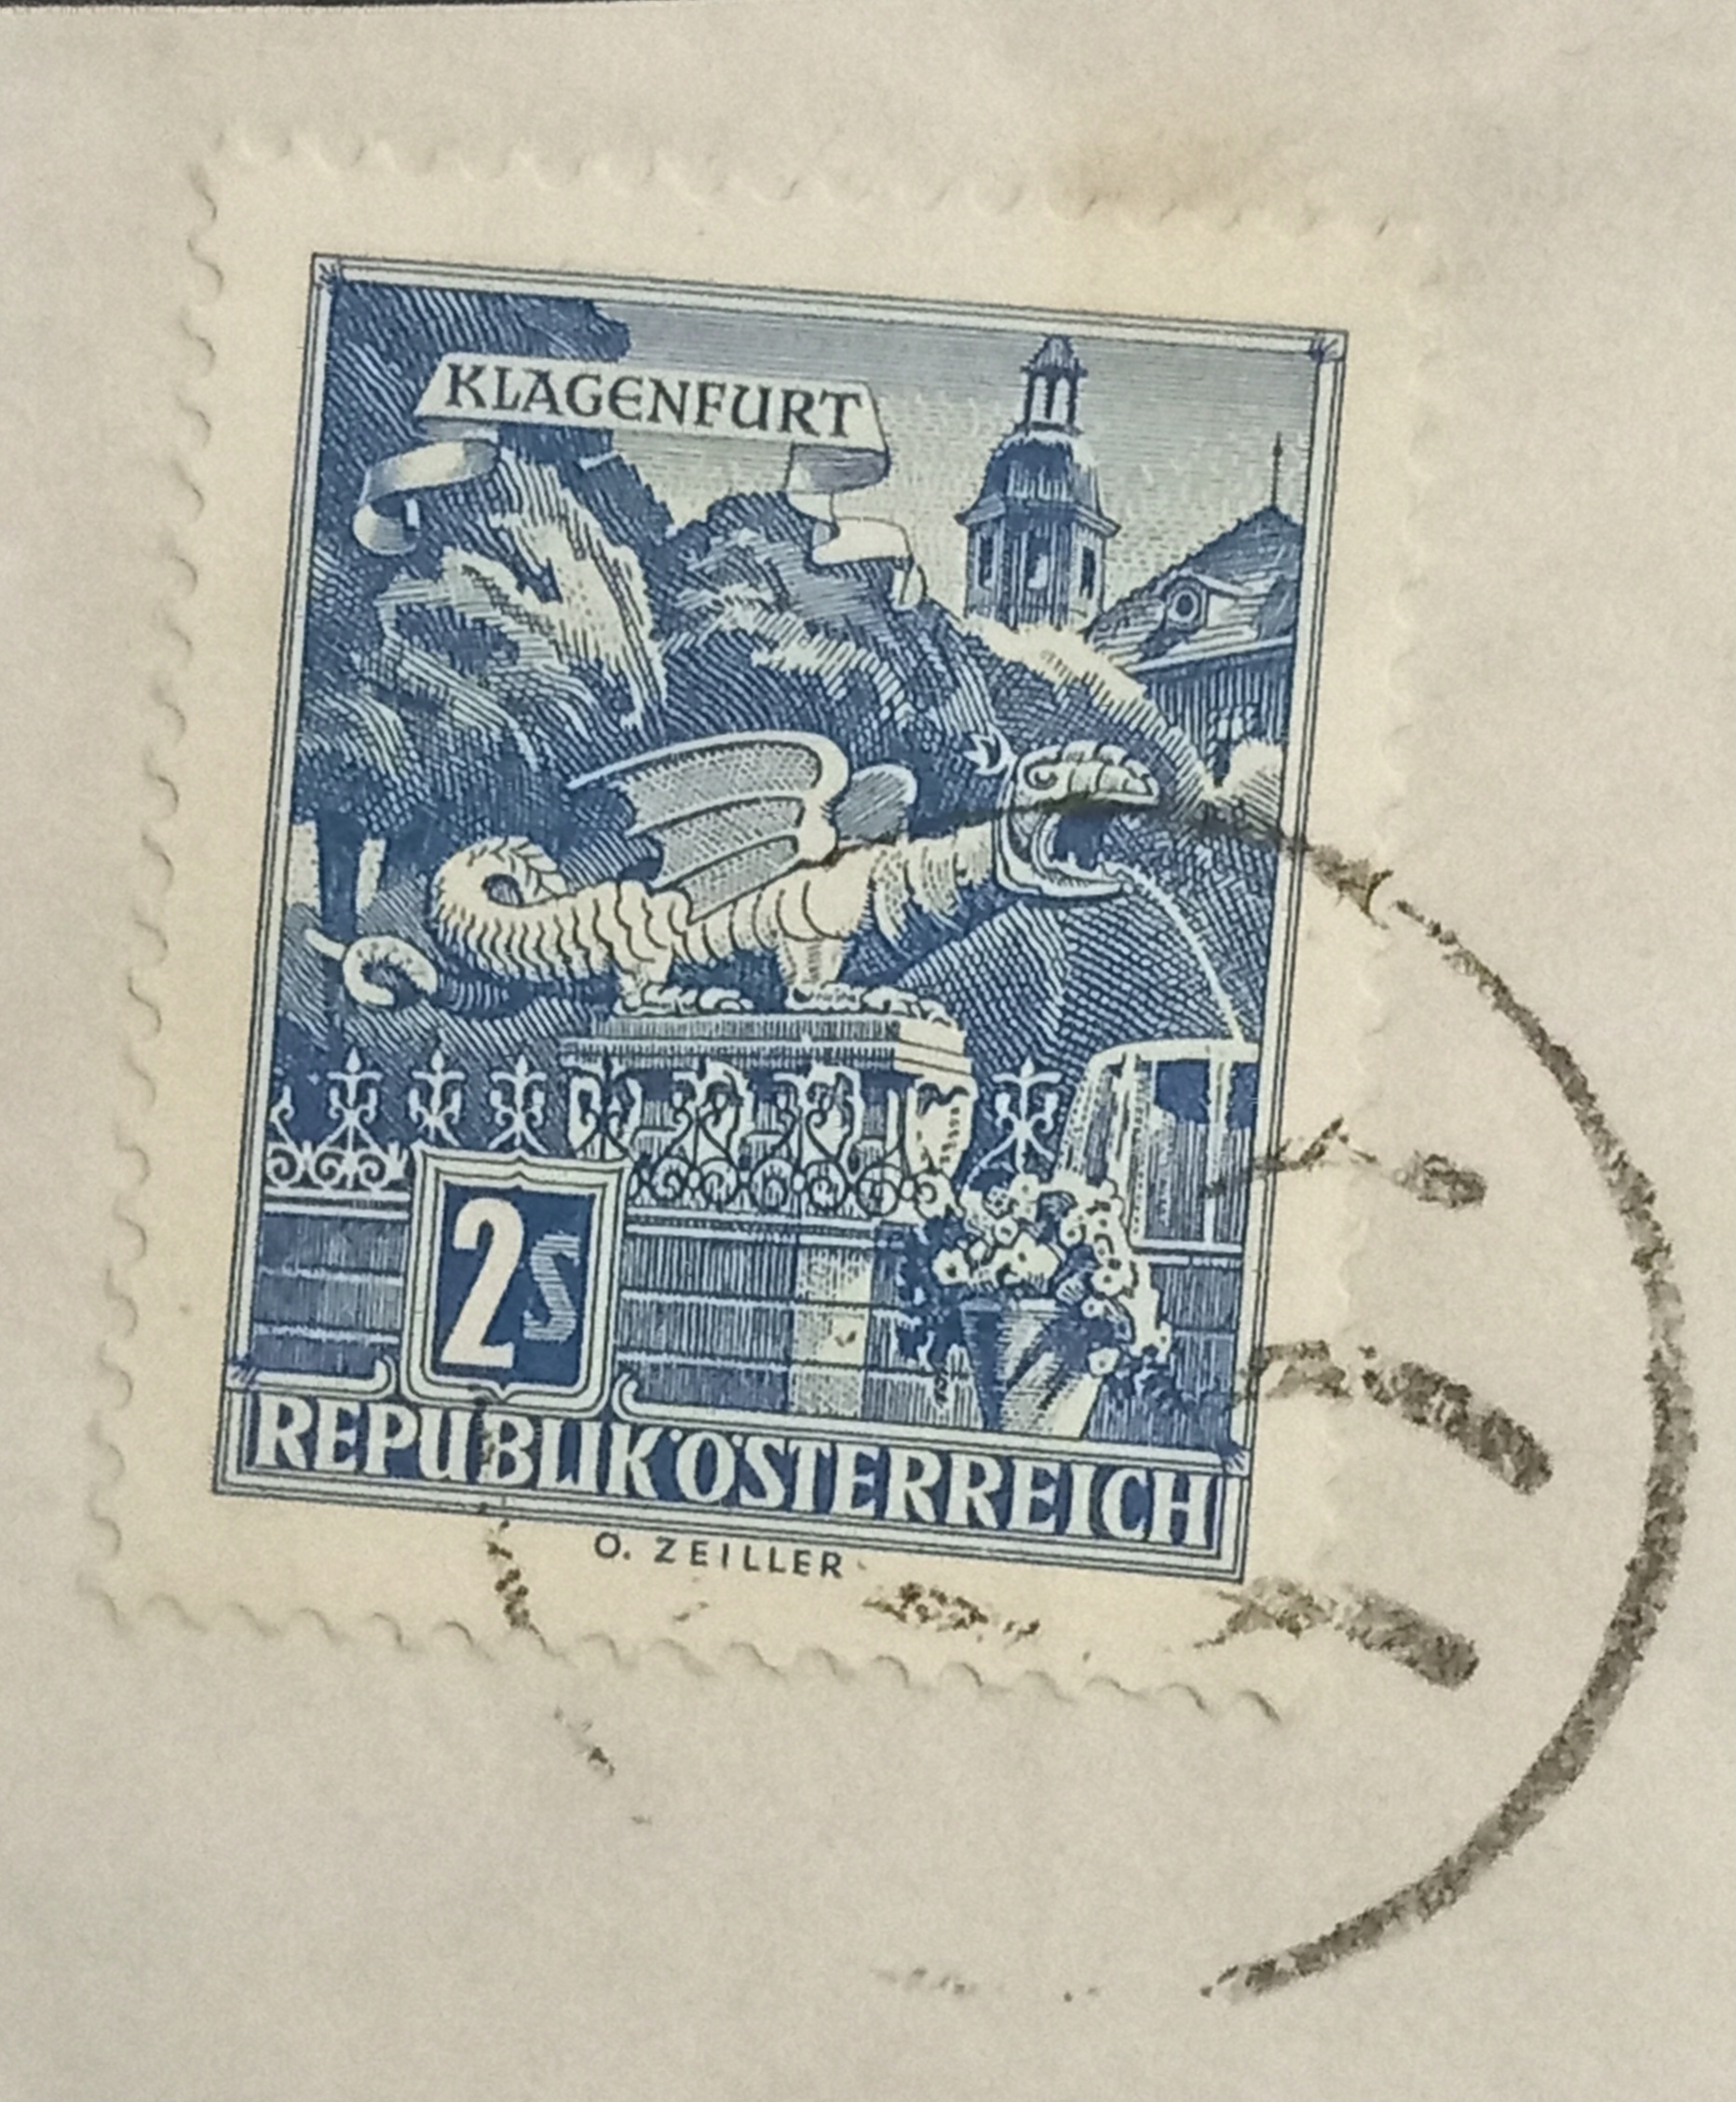 KLAGENFURT
2S
REPUBLIK ÖSTERREICH
O. ZEILLER